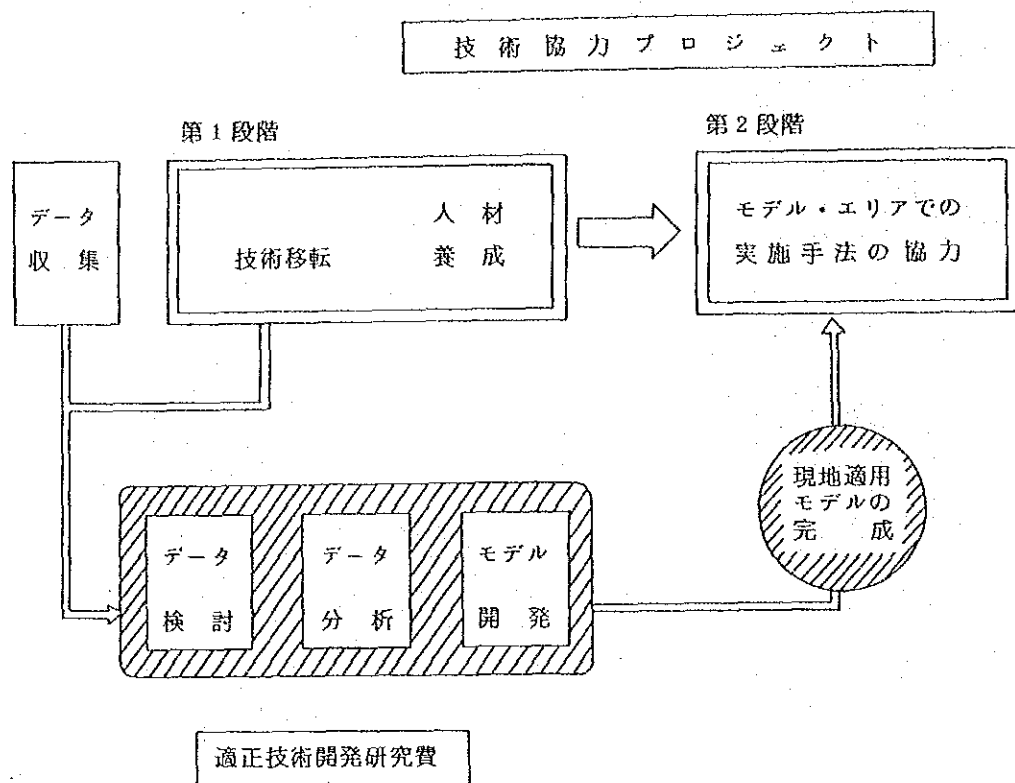 技術協力プロジェクト
第1段階
第2段階
データ
収集
技術移転
人材
養成
モデル・エリアでの
実施手法の協力
データ
検討
データ
分析
モデル
開発
現地適用
モデルの
完成
適正技術開発研究費